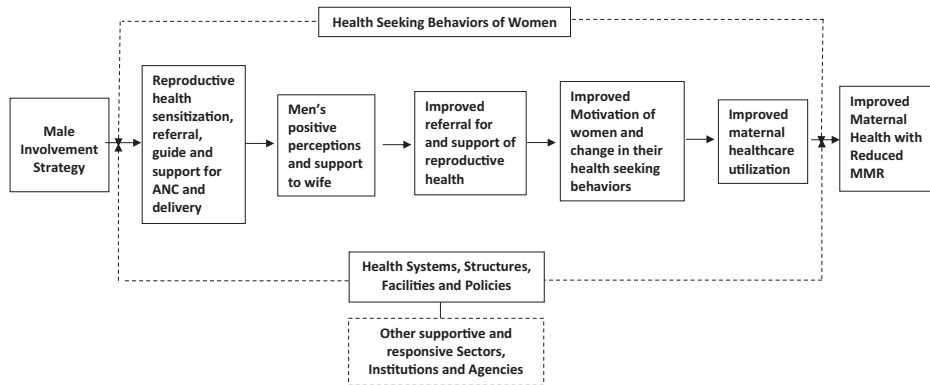 Health Seeking Behaviors of Women
Male
Involvement
Strategy
Reproductive
health
sensitization,
referral,
guide and
support for
ANC and
delivery
Men's
positive
perceptions
and support
to wife
Improved
referral for
and support of
reproductive
health
Improved
Motivation of
women and
change in their
health seeking
behaviors
Improved
maternal
healthcare
utilization
Improved
Maternal
Health with
Reduced
MMR
Health Systems, Structures,
Facilities and Policies
Other supportive and
responsive Sectors,
Institutions and Agencies